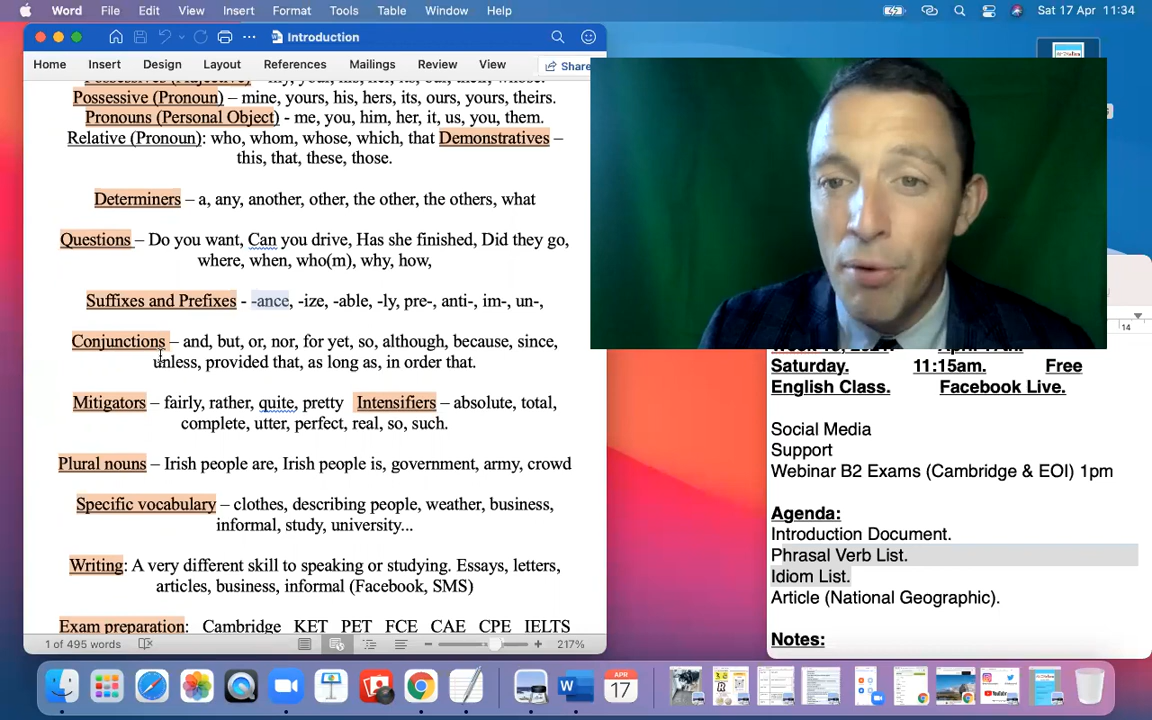 Word File Edit View Insert Format Tools Table Window Help Sat 17 Apr 11:34
Introduction
Home Insert Design Layout References Mailings Review View Share
Possessive (Pronoun) – mine, yours, his, hers, its, ours, yours, theirs.
Pronouns (Personal Object) - me, you, him, her, it, us, you, them.
Relative (Pronoun): who, whom, whose, which, that Demonstratives –
this, that, these, those.
Determiners – a, any, another, other, the other, the others, what
Questions – Do you want, Can you drive, Has she finished, Did they go,
where, when, who(m), why, how,
Suffixes and Prefixes - -ance, -ize, -able, -ly, pre-, anti-, im-, un-,
Conjunctions – and, but, or, nor, for yet, so, although, because, since,
unless, provided that, as long as, in order that.
Mitigators – fairly, rather, quite, pretty Intensifiers – absolute, total,
complete, utter, perfect, real, so, such.
Plural nouns – Irish people are, Irish people is, government, army, crowd
Specific vocabulary – clothes, describing people, weather, business,
informal, study, university...
Writing: A very different skill to speaking or studying. Essays, letters,
articles, business, informal (Facebook, SMS)
Exam preparation: Cambridge KET PET FCE CAE CPE IELTS
1 of 495 words 217%
14
Saturday. 11:15am. Free
English Class. Facebook Live.
Social Media
Support
Webinar B2 Exams (Cambridge & EOI) 1pm
Agenda:
Introduction Document.
Phrasal Verb List.
Idiom List.
Article (National Geographic).
Notes:
APR
17